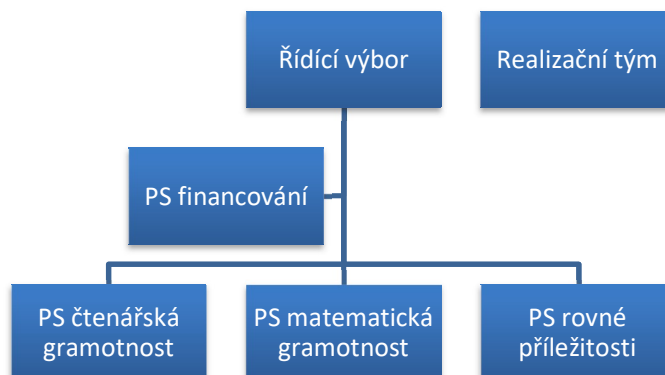 Řídící výbor
Realizační tým
PS financování
PS čtenářská
gramotnost
PS matematická
gramotnost
PS rovné
příležitosti